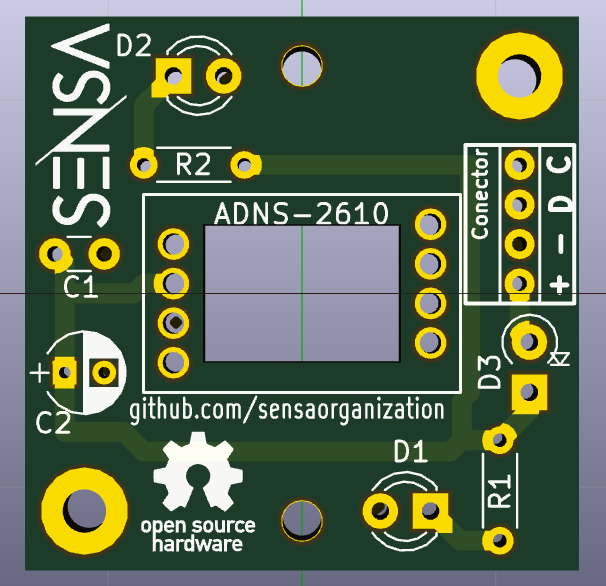 SENSA
D2
R2
ADNS-2610
Conector
+ - D C
C1
C2
D3
github.com/sensaorganization
D1
R1
open source
hardware